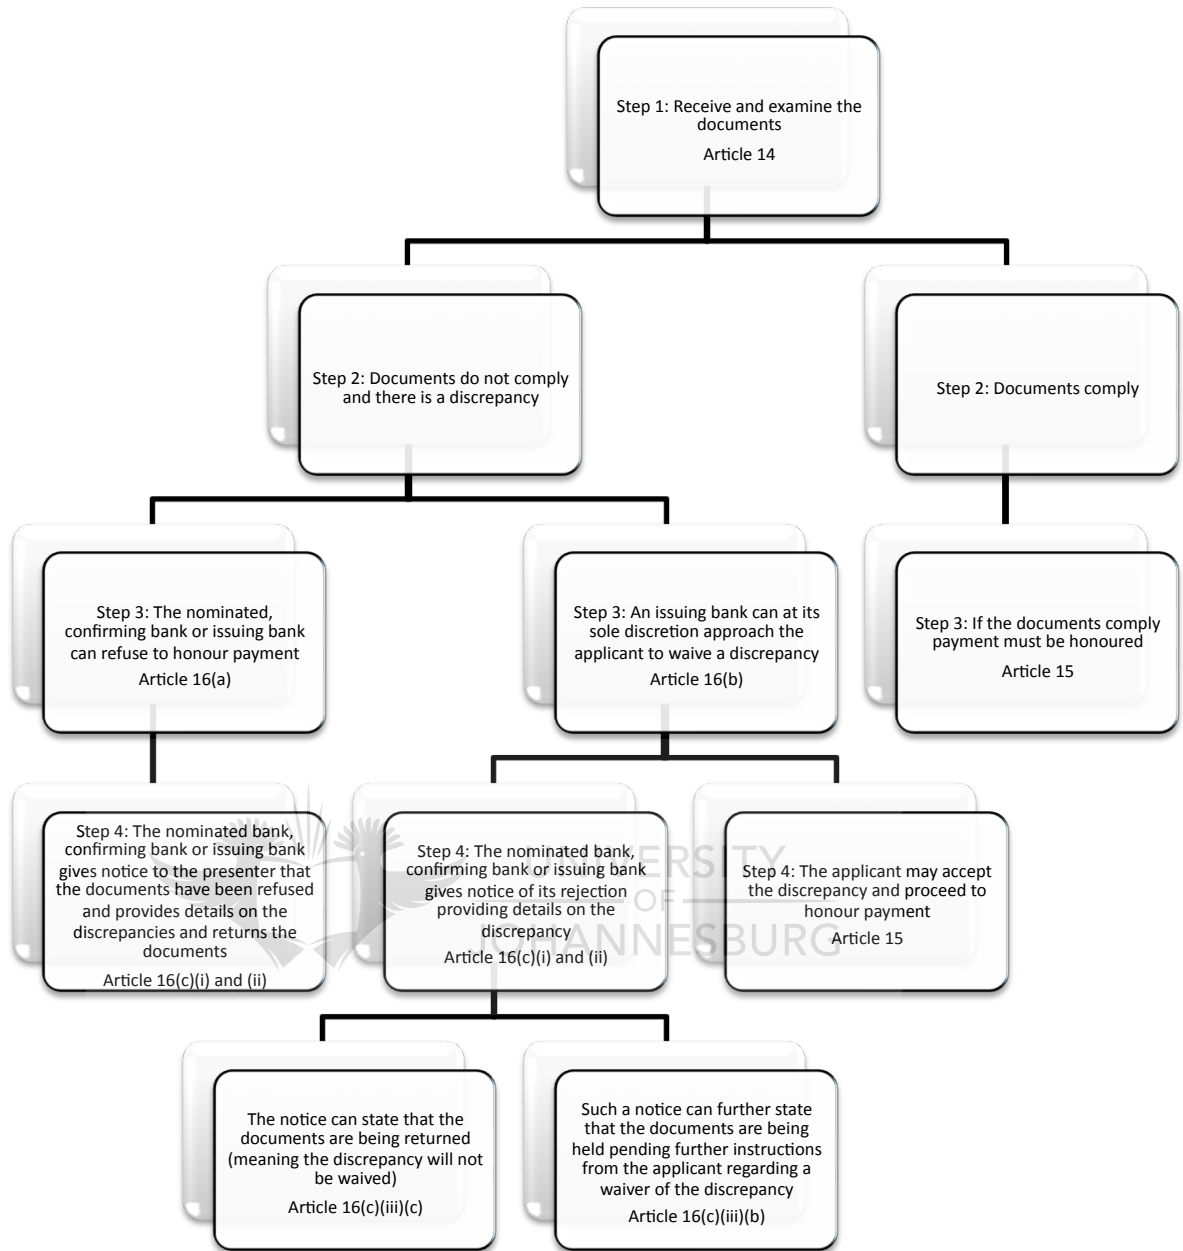 Step 1: Receive and examine the
documents
Article 14
Step 2: Documents do not comply
and there is a discrepancy
Step 2: Documents comply
Step 3: The nominated,
confirming bank or issuing bank
can refuse to honour payment
Article 16(a)
Step 3: An issuing bank can at its
sole discretion approach the
applicant to waive a discrepancy
Article 16(b)
Step 3: If the documents comply
payment must be honoured
Article 15
Step 4: The nominated bank,
confirming bank or issuing bank
gives notice to the presenter that
the documents have been refused
and provides details on the
discrepancies and returns the
documents
Article 16(c)(i) and (ii)
Step 4: The nominated bank,
confirming bank or issuing bank
gives notice of its rejection
providing details on the
discrepancy
Article 16(c)(i) and (ii)
Step 4: The applicant may accept
the discrepancy and proceed to
honour payment
Article 15
UNIVERSITY
OF
JOHANNESBURG
The notice can state that the
documents are being returned
(meaning the discrepancy will not
be waived)
Article 16(c)(iii)(c)
Such a notice can further state
that the documents are being
held pending further instructions
from the applicant regarding a
waiver of the discrepancy
Article 16(c)(iii)(b)